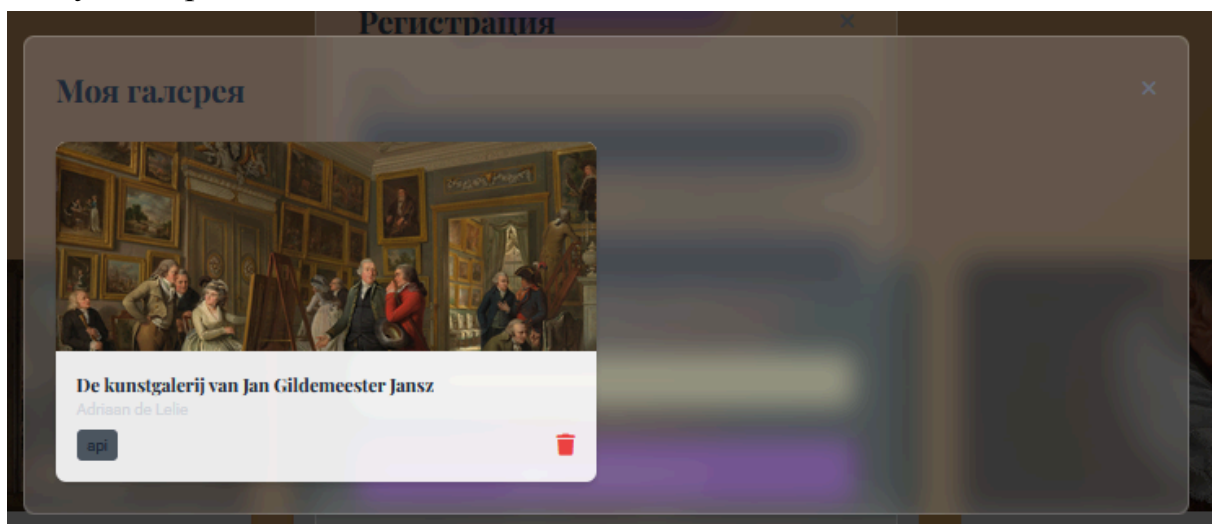 Регистрация
×
Моя галерея
×
De kunstgalerij van Jan Gildemeester Jansz
Adriaan de Lelie
api